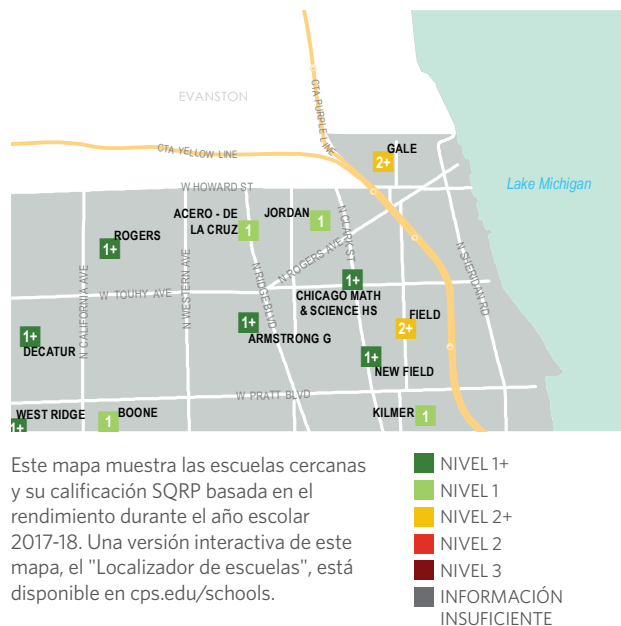 EVANSTON
CTA PURPLE LINE
CTA YELLOW LINE
GALE
2+
Lake Michigan
W HOWARD ST
ACERO - DE
LA CRUZ
1
JORDAN
1
N CLARK ST
ROGERS
1+
N ROGERS AVE
N SHERIDAN RD
N CALIFORNIA AVE
N WESTERN AVE
N RIDGE BLVD
W TOUHY AVE
1+
CHICAGO MATH
& SCIENCE HS
1+
DECATUR
1+
ARMSTRONG G
FIELD
2+
1+
NEW FIELD
W PRATT BLVD
WEST RIDGE
1+
BOONE
1
KILMER
1
Este mapa muestra las escuelas cercanas
y su calificación SQRP basada en el
rendimiento durante el año escolar
2017-18. Una versión interactiva de este
mapa, el "Localizador de escuelas", está
disponible en cps.edu/schools.
NIVEL 1+
NIVEL 1
NIVEL 2+
NIVEL 2
NIVEL 3
INFORMACIÓN
INSUFICIENTE